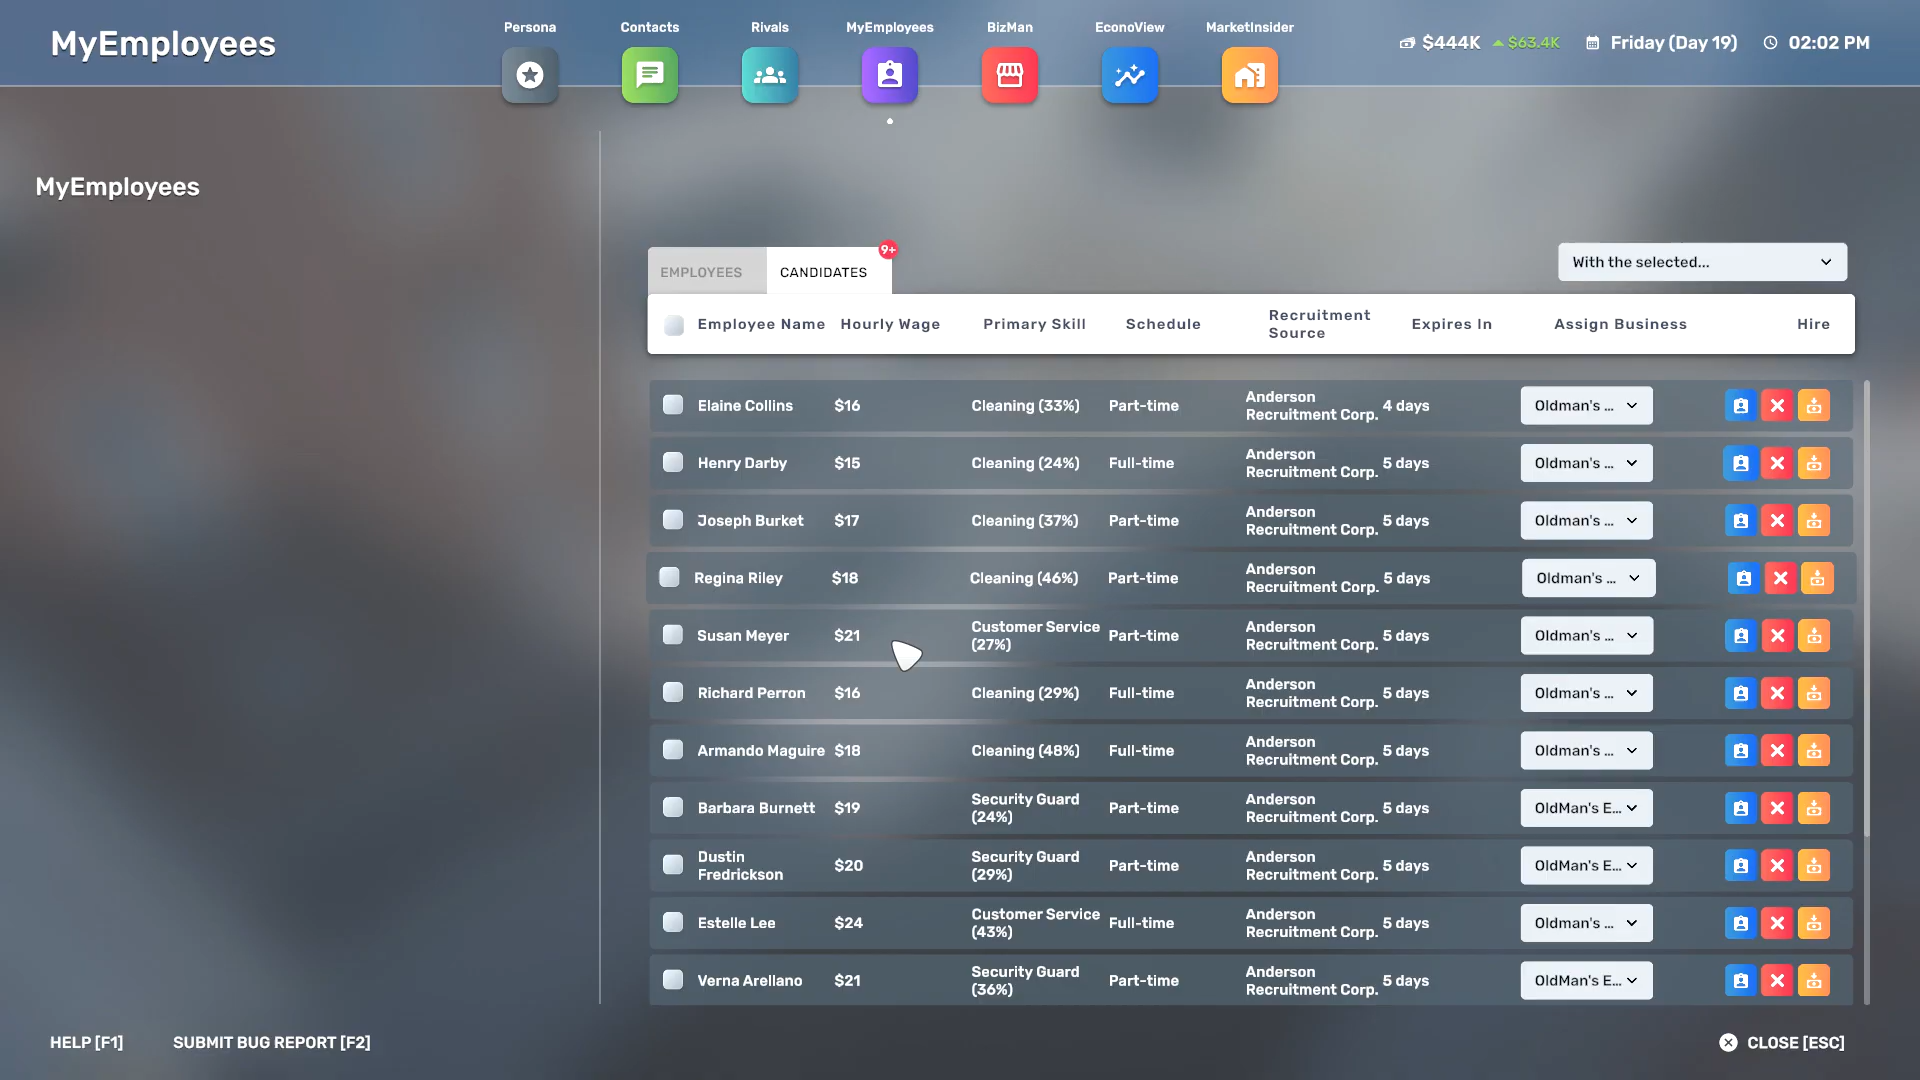 MyEmployees
Persona
Contacts
Rivals
MyEmployees
BizMan
EconoView
MarketInsider
$444K
$63.4K
Friday (Day 19)
02:02 PM
MyEmployees
EMPLOYEES
CANDIDATES
9+
With the selected...
Employee Name
Hourly Wage
Primary Skill
Schedule
Recruitment
Source
Expires In
Assign Business
Hire
Elaine Collins
$16
Cleaning (33%)
Part-time
Anderson
Recruitment Corp.
4 days
Oldman's ...
Henry Darby
$15
Cleaning (24%)
Full-time
Anderson
Recruitment Corp.
5 days
Oldman's ...
Joseph Burket
$17
Cleaning (37%)
Part-time
Anderson
Recruitment Corp.
5 days
Oldman's ...
Regina Riley
$18
Cleaning (46%)
Part-time
Anderson
Recruitment Corp.
5 days
Oldman's ...
Susan Meyer
$21
Customer Service
(27%)
Part-time
Anderson
Recruitment Corp.
5 days
Oldman's ...
Richard Perron
$16
Cleaning (29%)
Full-time
Anderson
Recruitment Corp.
5 days
Oldman's ...
Armando Maguire
$18
Cleaning (48%)
Full-time
Anderson
Recruitment Corp.
5 days
Oldman's ...
Barbara Burnett
$19
Security Guard
(24%)
Part-time
Anderson
Recruitment Corp.
5 days
OldMan's E...
Dustin
Fredrickson
$20
Security Guard
(29%)
Part-time
Anderson
Recruitment Corp.
5 days
OldMan's E...
Estelle Lee
$24
Customer Service
(43%)
Full-time
Anderson
Recruitment Corp.
5 days
Oldman's ...
Verna Arellano
$21
Security Guard
(36%)
Part-time
Anderson
Recruitment Corp.
5 days
OldMan's E...
HELP [F1]
SUBMIT BUG REPORT [F2]
CLOSE [ESC]